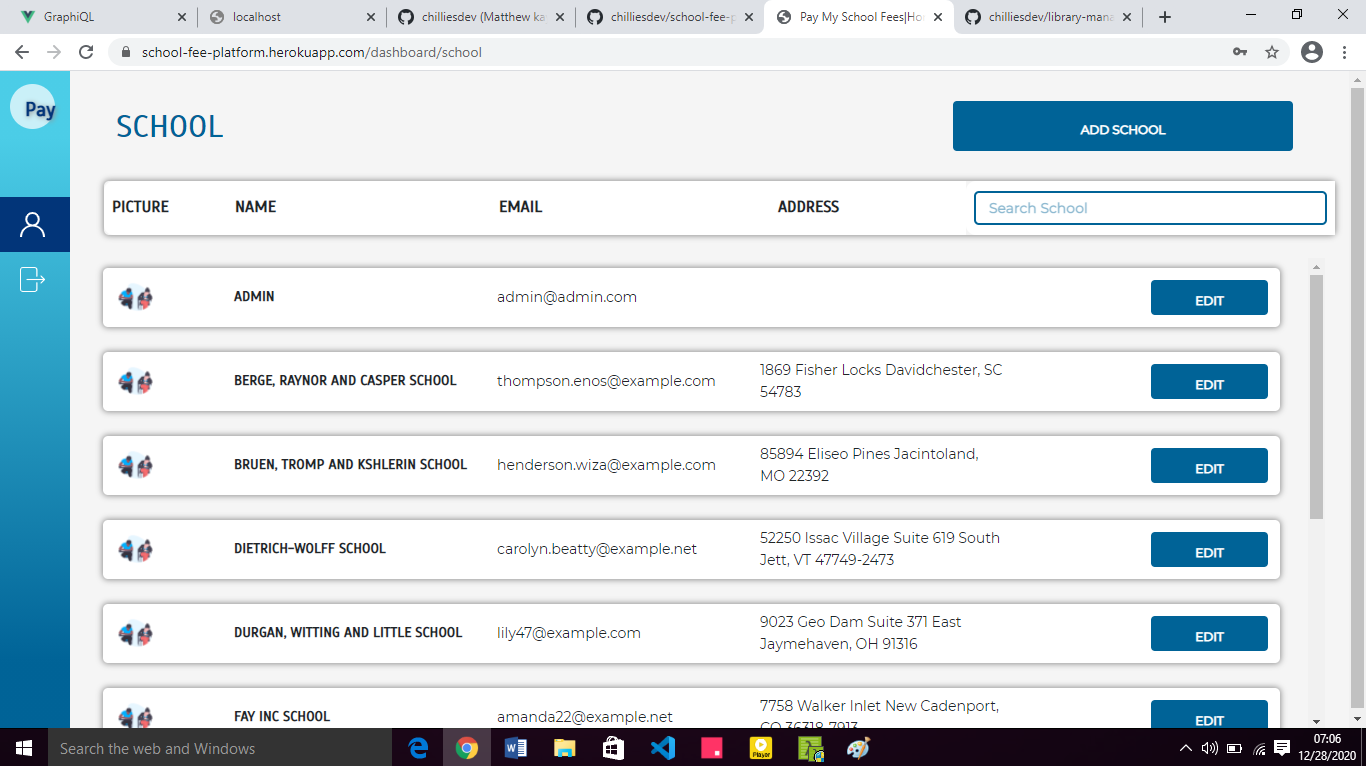 GraphiQL
localhost
chilliesdev (Matthew ka
chilliesdev/school-fee-p
Pay My School Fees|Ho
chilliesdev/library-mana
school-fee-platform.herokuapp.com/dashboard/school
Pay
SCHOOL
ADD SCHOOL
PICTURE NAME EMAIL ADDRESS Search School
ADMIN admin@admin.com EDIT
BERGE, RAYNOR AND CASPER SCHOOL thompson.enos@example.com 1869 Fisher Locks Davidchester, SC
54783
EDIT
BRUEN, TROMP AND KSHLERIN SCHOOL henderson.wiza@example.com 85894 Eliseo Pines Jacintoland,
MO 22392
EDIT
DIETRICH-WOLFF SCHOOL carolyn.beatty@example.net 52250 Issac Village Suite 619 South
Jett, VT 47749-2473
EDIT
DURGAN, WITTING AND LITTLE SCHOOL lily47@example.com 9023 Geo Dam Suite 371 East
Jaymehaven, OH 91316
EDIT
FAY INC SCHOOL amanda22@example.net 7758 Walker Inlet New Cadenport,
CO 36318-7913
EDIT
Search the web and Windows
Player
07:06
12/28/2020